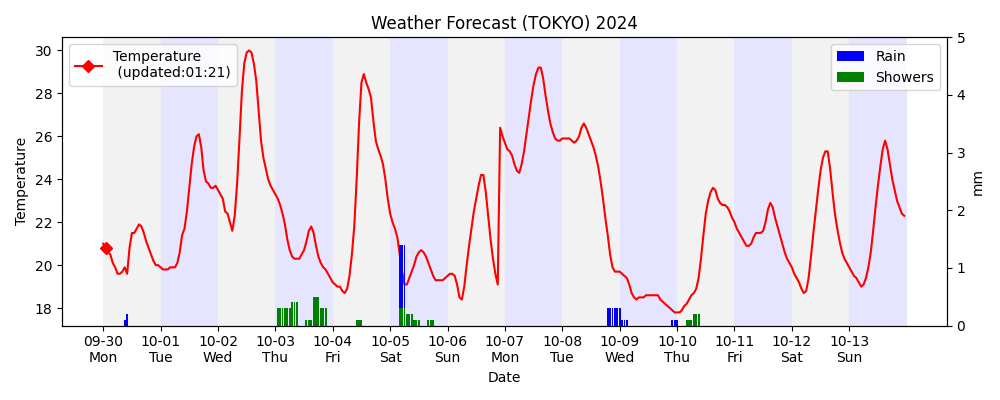 Weather Forecast (TOKYO) 2024
Temperature
(updated:01:21)
Rain
Showers
Temperature
30
28
26
24
22
20
18
5
4
3
2
1
0
mm
09-30 10-01 10-02 10-03 10-04 10-05 10-06 10-07 10-08 10-09 10-10 10-11 10-12 10-13
Mon Tue Wed Thu Fri Sat Sun Mon Tue Wed Thu Fri Sat Sun
Date